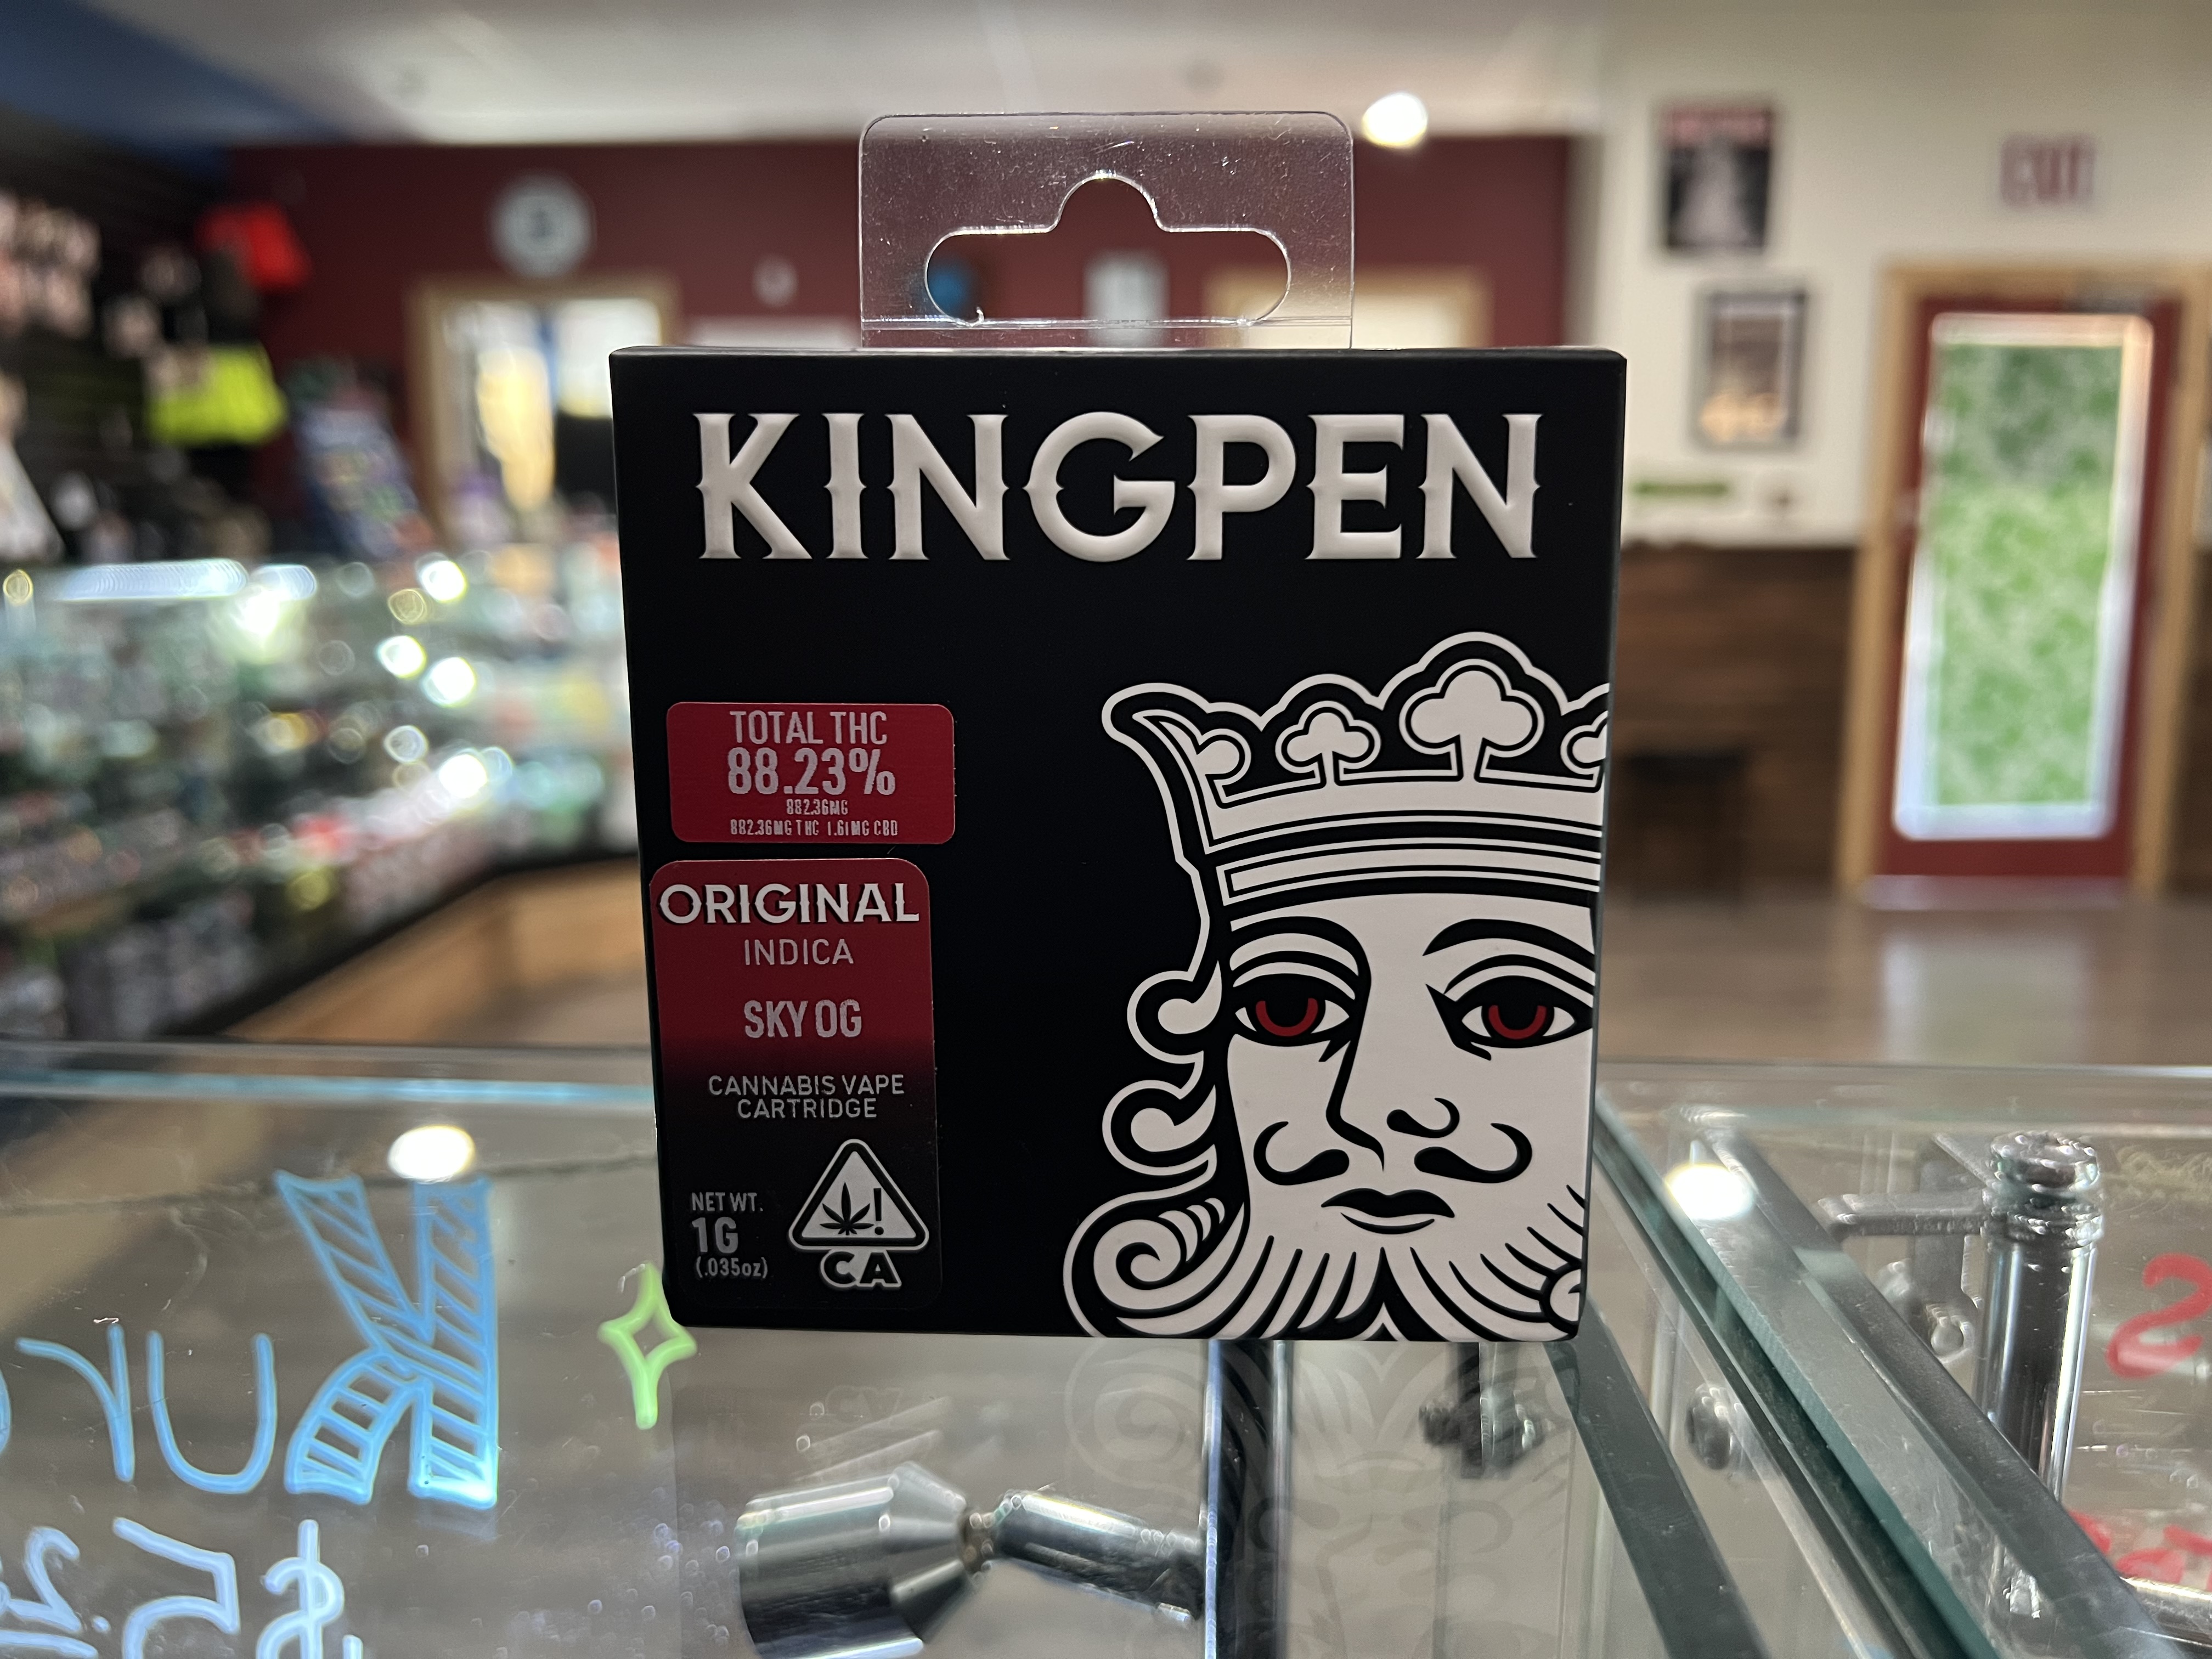 EXIT
KINGPEN
TOTAL THC
88.23%
882.36MG
882.36MG THC 1.61MG CBD
ORIGINAL
INDICA
SKY OG
CANNABIS VAPE
CARTRIDGE
NET WT.
1G
(.035oz)
!
CA